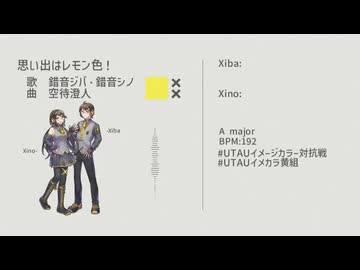 思い出はレモン色！
歌 錯音ジバ・錯音シノ
曲 空待澄人
-Xiba
Xino-
Xiba:
Xino:
A major
BPM:192
#UTAUイメージカラー対抗戦
#UTAUイメカラ黄組